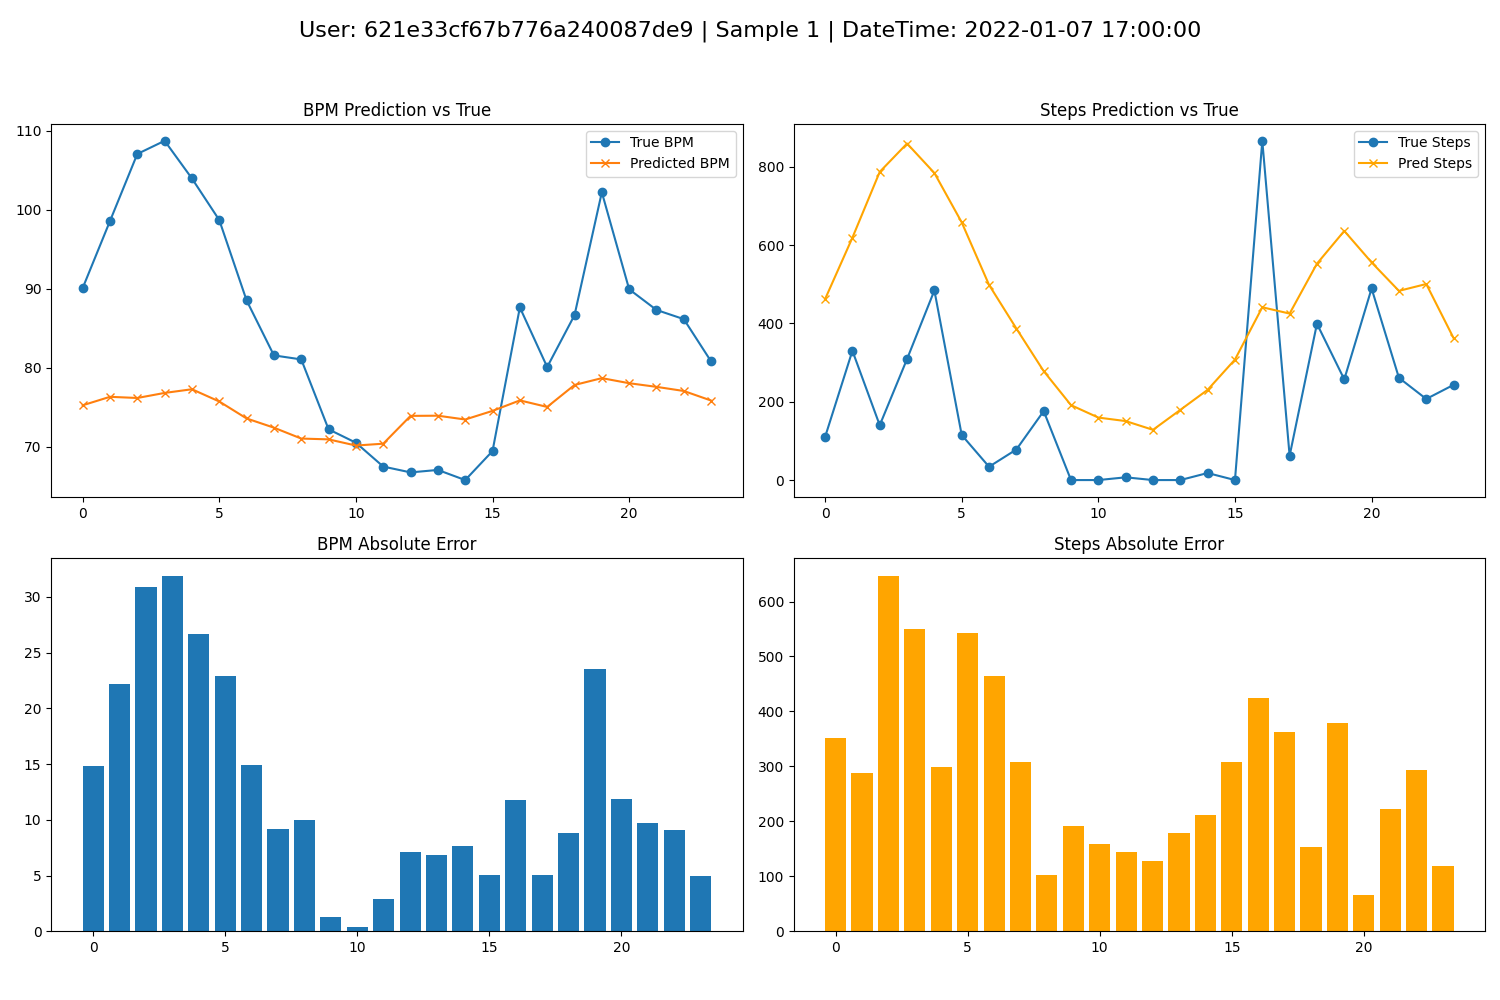 User: 621e33cf67b776a240087de9 | Sample 1 | DateTime: 2022-01-07 17:00:00
BPM Prediction vs True
110
100
90
80
70
0 5 10 15 20
True BPM
Predicted BPM
Steps Prediction vs True
800
600
400
200
0
0 5 10 15 20
True Steps
Pred Steps
BPM Absolute Error
30
25
20
15
10
5
0
0 5 10 15 20
Steps Absolute Error
600
500
400
300
200
100
0
0 5 10 15 20